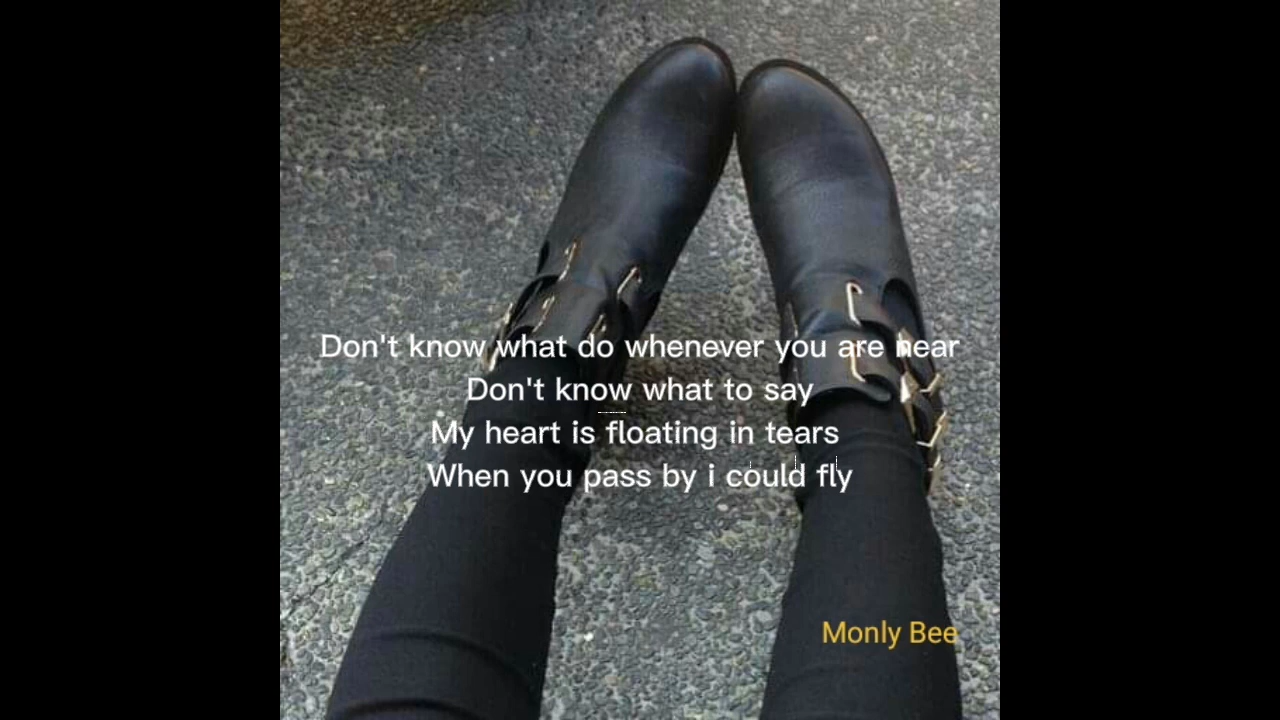 Don't know what do whenever you are near
Don't know what to say
My heart is floating in tears
When you pass by i could fly
Monly Bee